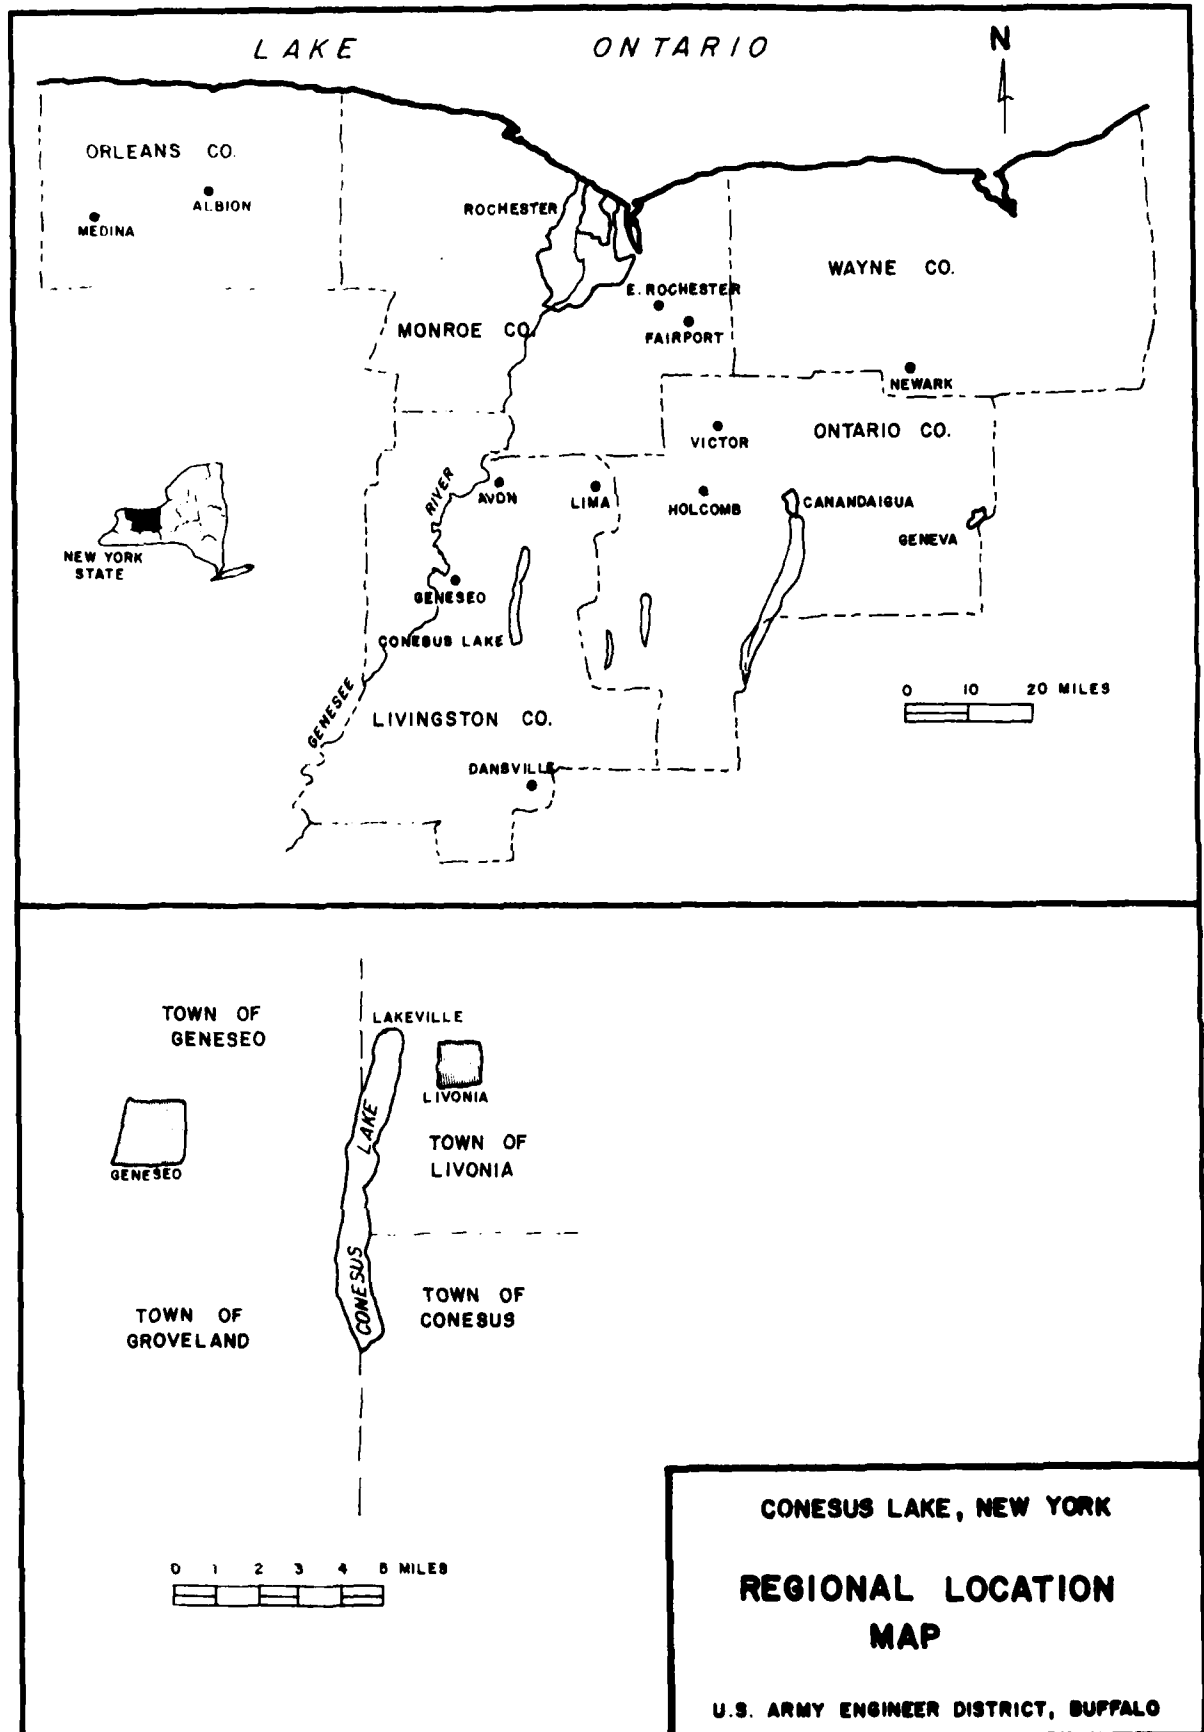 LAKE ONTARIO
N
ORLEANS CO.
ALBION
MEDINA
ROCHESTER
WAYNE CO.
E. ROCHESTER
MONROE CO.
FAIRPORT
NEWARK
VICTOR
ONTARIO CO.
RIVER
AVON
LIMA
HOLCOMB
CANANDAIGUA
GENEVA
NEW YORK
STATE
GENESEO
CONESUS LAKE
GENESEE
0 10 20 MILES
LIVINGSTON CO.
DANSVILLE
TOWN OF
GENESEO
LAKEVILLE
LIVONIA
LAKE
TOWN OF
LIVONIA
GENESEO
CONESUS
TOWN OF
CONESUS
TOWN OF
GROVELAND
0 1 2 3 4 5 MILES
CONESUS LAKE, NEW YORK
REGIONAL LOCATION
MAP
U.S. ARMY ENGINEER DISTRICT, BUFFALO